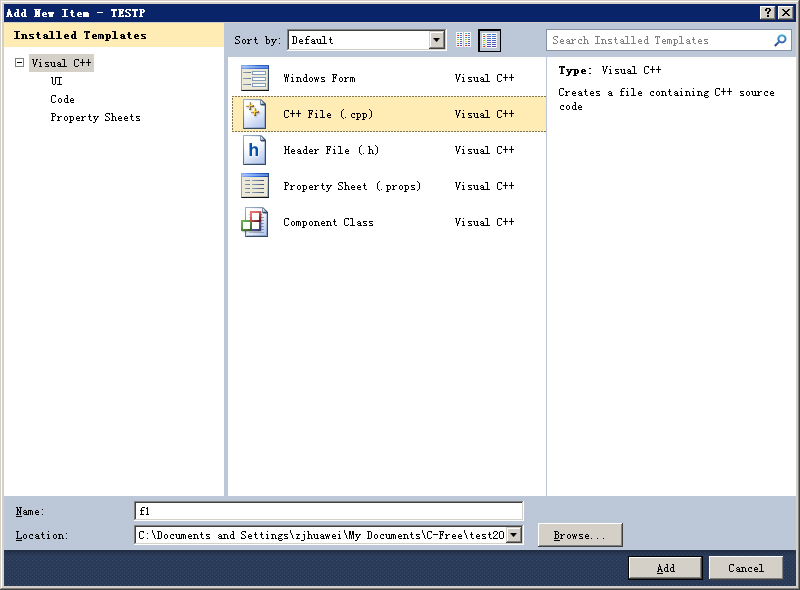 Add New Item - TESTP
Installed Templates
Visual C++
UI
Code
Property Sheets
Sort by: Default
Search Installed Templates
Windows Form Visual C++
C++ File (.cpp) Visual C++
Header File (.h) Visual C++
Property Sheet (.props) Visual C++
Component Class Visual C++
Type: Visual C++
Creates a file containing C++ source
code
Name: f1
Location: C:\Documents and Settings\zjhuawei\My Documents\C-Free\test20
Browse...
Add Cancel